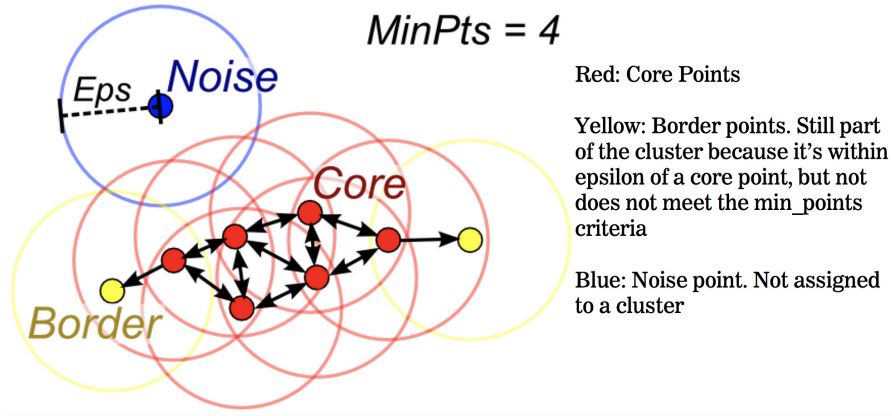 MinPts = 4
Noise
Eps
Core
Border
Red: Core Points
Yellow: Border points. Still part
of the cluster because it's within
epsilon of a core point, but not
does not meet the min_points
criteria
Blue: Noise point. Not assigned
to a cluster